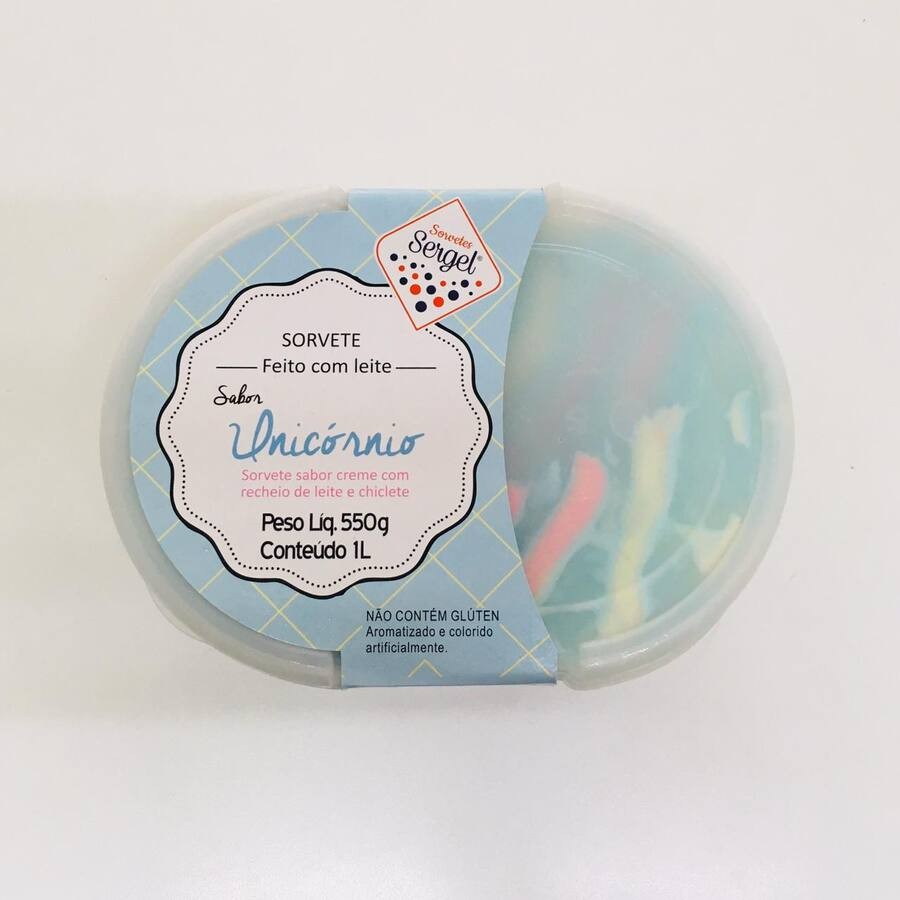 Sorvetes
Sergel®
SORVETE
Feito com leite
Sabor
Unicórnio
Sorvete sabor creme com
recheio de leite e chiclete
Peso Líq. 550g
Conteúdo 1L
NÃO CONTÉM GLÚTEN
Aromatizado e colorido
artificialmente.